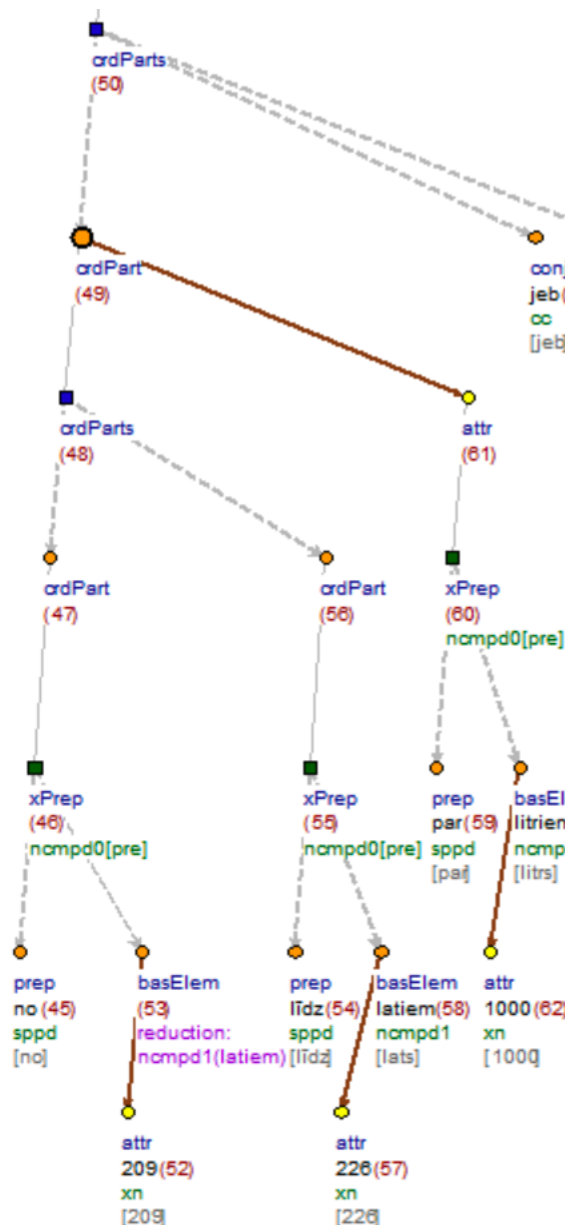 crdParts
(50)
crdPart
(49)
conj
jeb(
cc
[jeb]
crdParts
(48)
attr
(61)
crdPart
(47)
crdPart
(56)
xPrep
(60)
ncmpd0[pre]
xPrep
(46)
ncmpd0[pre]
xPrep
(55)
ncmpd0[pre]
prep
par(59)
sppd
[par]
basEl
litrien
ncmp
[litrs]
prep
no(45)
sppd
[no]
basElem
(53)
reduction:
ncmpd1(latiem)
prep
līdz(54)
sppd
[līdz]
basElem
latiem(58)
ncmpd1
[lats]
attr
1000(62)
xn
[1000]
attr
209(52)
xn
[209]
attr
226(57)
xn
[226]